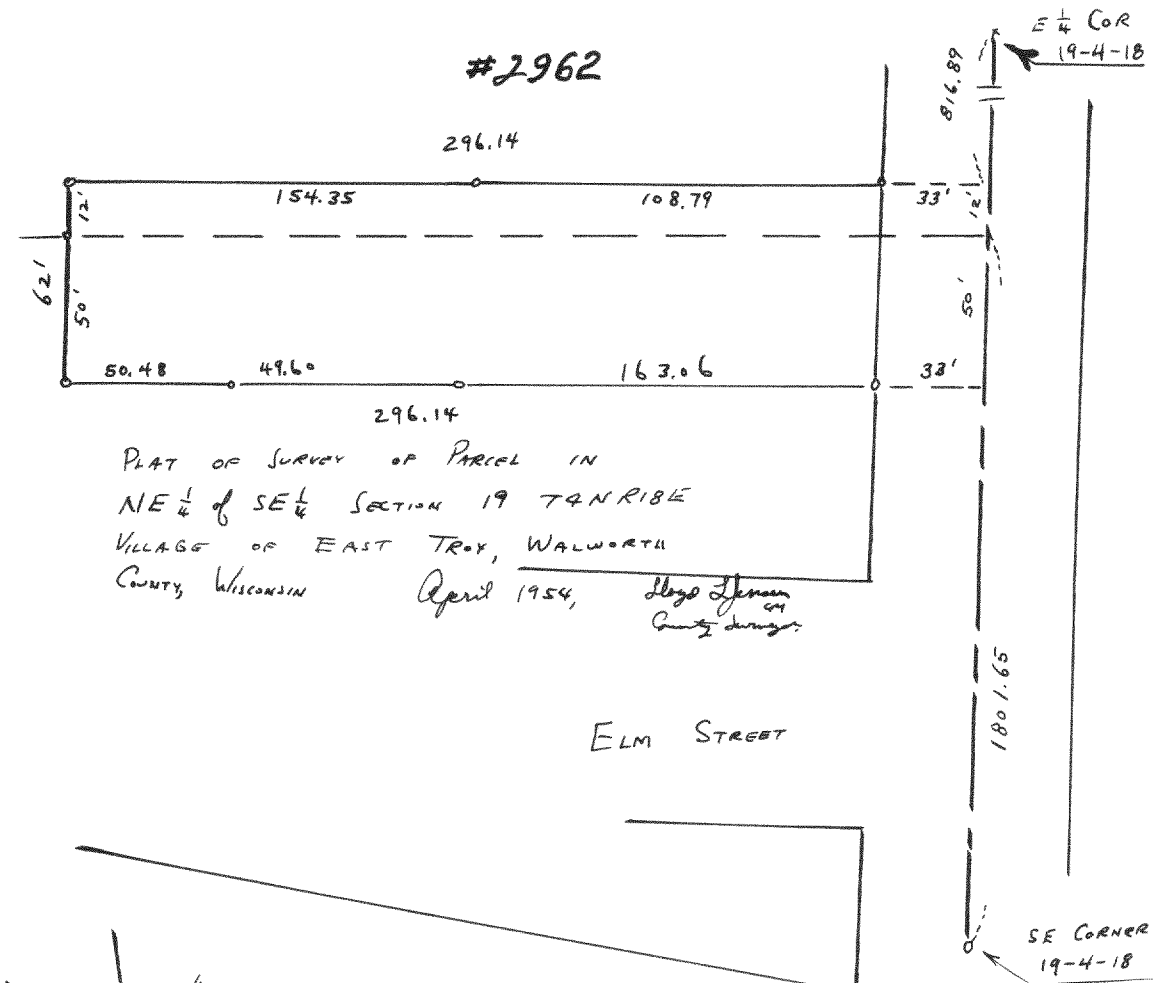 E 1/4 COR
19-4-18
#2962
816.89
296.14
154.35
108.79
33'
12'
12'
62'
50'
50'
50.48
49.60
163.06
33'
296.14
PLAT OF SURVEY OF PARCEL IN
NE 1/4 of SE 1/4 SECTION 19 T4N R18E
VILLAGE OF EAST TROY, WALWORTH
COUNTY, WISCONSIN April 1954, Lloyd L Jensen
County Surveyor
1801.65
ELM STREET
SE CORNER
19-4-18